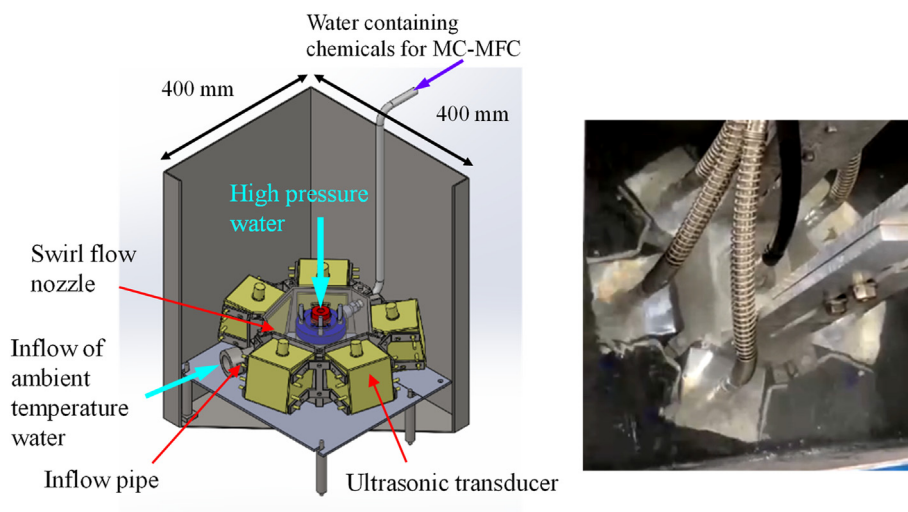 Water containing
chemicals for MC-MFC
400 mm
400 mm
High pressure
water
Swirl flow
nozzle
Inflow of
ambient
temperature
water
Inflow pipe
Ultrasonic transducer